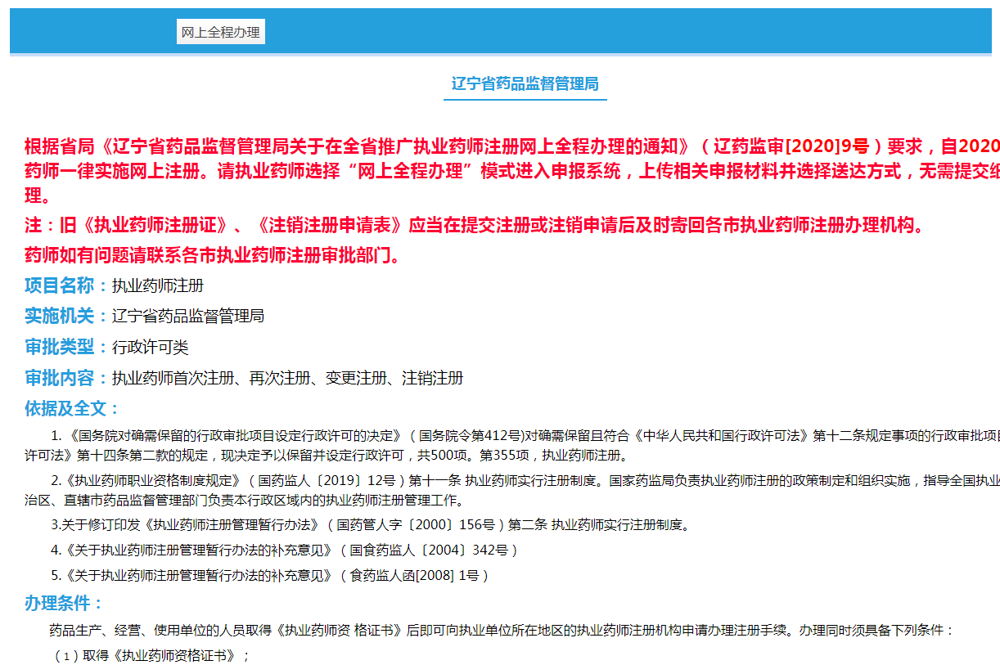 网上全程办理
辽宁省药品监督管理局
根据省局《辽宁省药品监督管理局关于在全省推广执业药师注册网上全程办理的通知》（辽药监审[2020]9号）要求，自2020
药师一律实施网上注册。请执业药师选择“网上全程办理”模式进入申报系统，上传相关申报材料并选择送达方式，无需提交纸
理。
注：旧《执业药师注册证》、《注销注册申请表》应当在提交注册或注销申请后及时寄回各市执业药师注册办理机构。
药师如有问题请联系各市执业药师注册审批部门。
项目名称：执业药师注册
实施机关：辽宁省药品监督管理局
审批类型：行政许可类
审批内容：执业药师首次注册、再次注册、变更注册、注销注册
依据及全文：
1. 《国务院对确需保留的行政审批项目设定行政许可的决定》（国务院令第412号)对确需保留且符合《中华人民共和国行政许可法》第十二条规定事项的行政审批项目
许可法》第十四条第二款的规定，现决定予以保留并设定行政许可，共500项。第355项，执业药师注册。
2.《执业药师职业资格制度规定》（国药监人〔2019〕12号）第十一条 执业药师实行注册制度。国家药监局负责执业药师注册的政策制定和组织实施，指导全国执业
治区、直辖市药品监督管理部门负责本行政区域内的执业药师注册管理工作。
3.关于修订印发《执业药师注册管理暂行办法》（国药管人字〔2000〕156号）第二条 执业药师实行注册制度。
4.《关于执业药师注册管理暂行办法的补充意见》（国食药监人〔2004〕342号）
5.《关于执业药师注册管理暂行办法的补充意见》（食药监人函[2008] 1号）
办理条件：
药品生产、经营、使用单位的人员取得《执业药师资 格证书》后即可向执业单位所在地区的执业药师注册机构申请办理注册手续。办理同时须具备下列条件：
（1）取得《执业药师资格证书》；